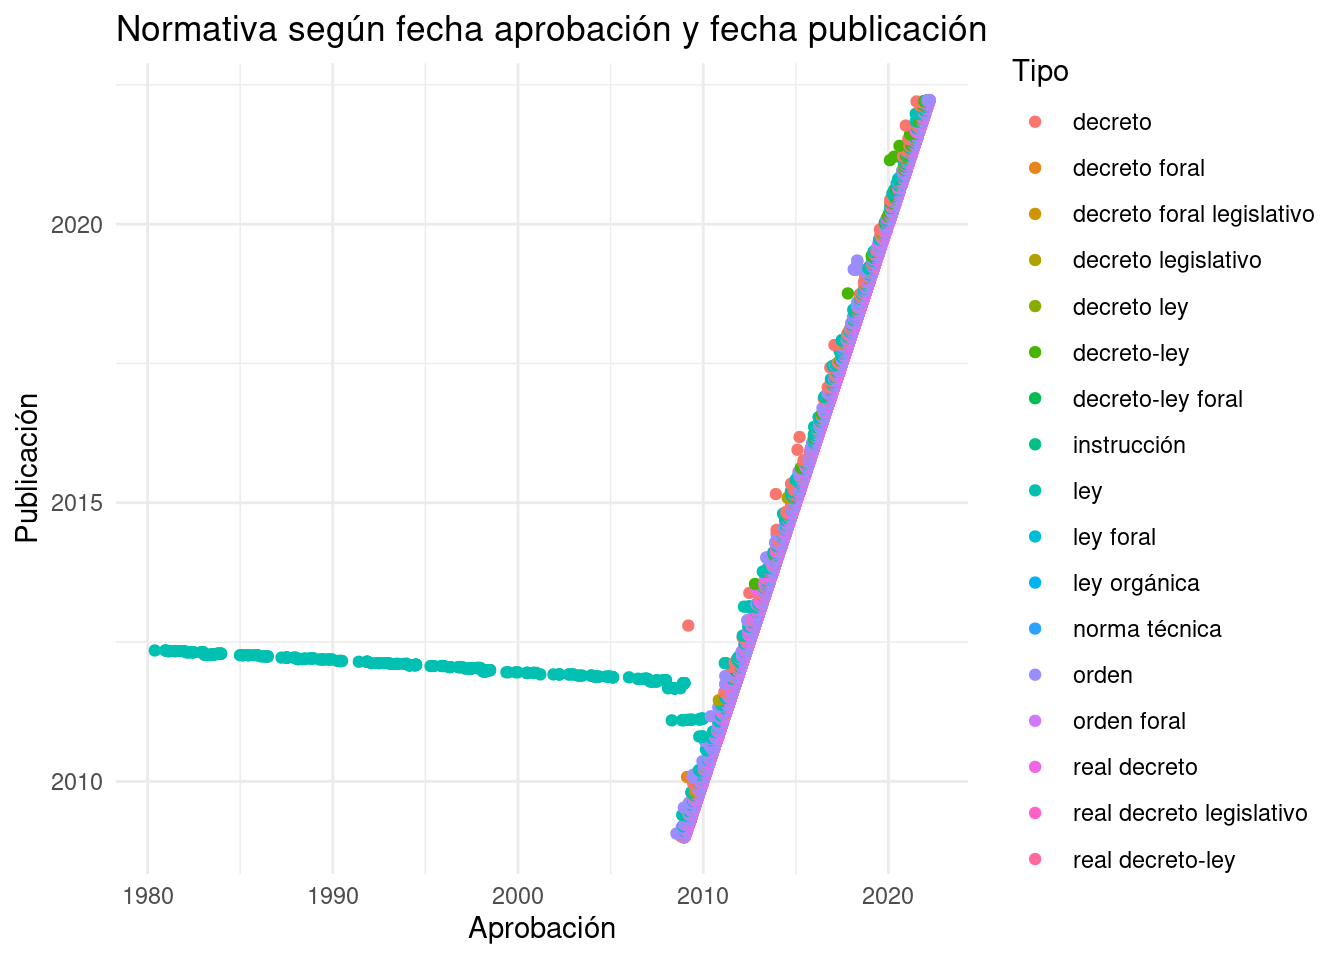 Normativa según fecha aprobación y fecha publicación
Publicación
2020
2015
2010
1980
1990
2000
2010
2020
Aprobación
Tipo
decreto
decreto foral
decreto foral legislativo
decreto legislativo
decreto ley
decreto-ley
decreto-ley foral
instrucción
ley
ley foral
ley orgánica
norma técnica
orden
orden foral
real decreto
real decreto legislativo
real decreto-ley